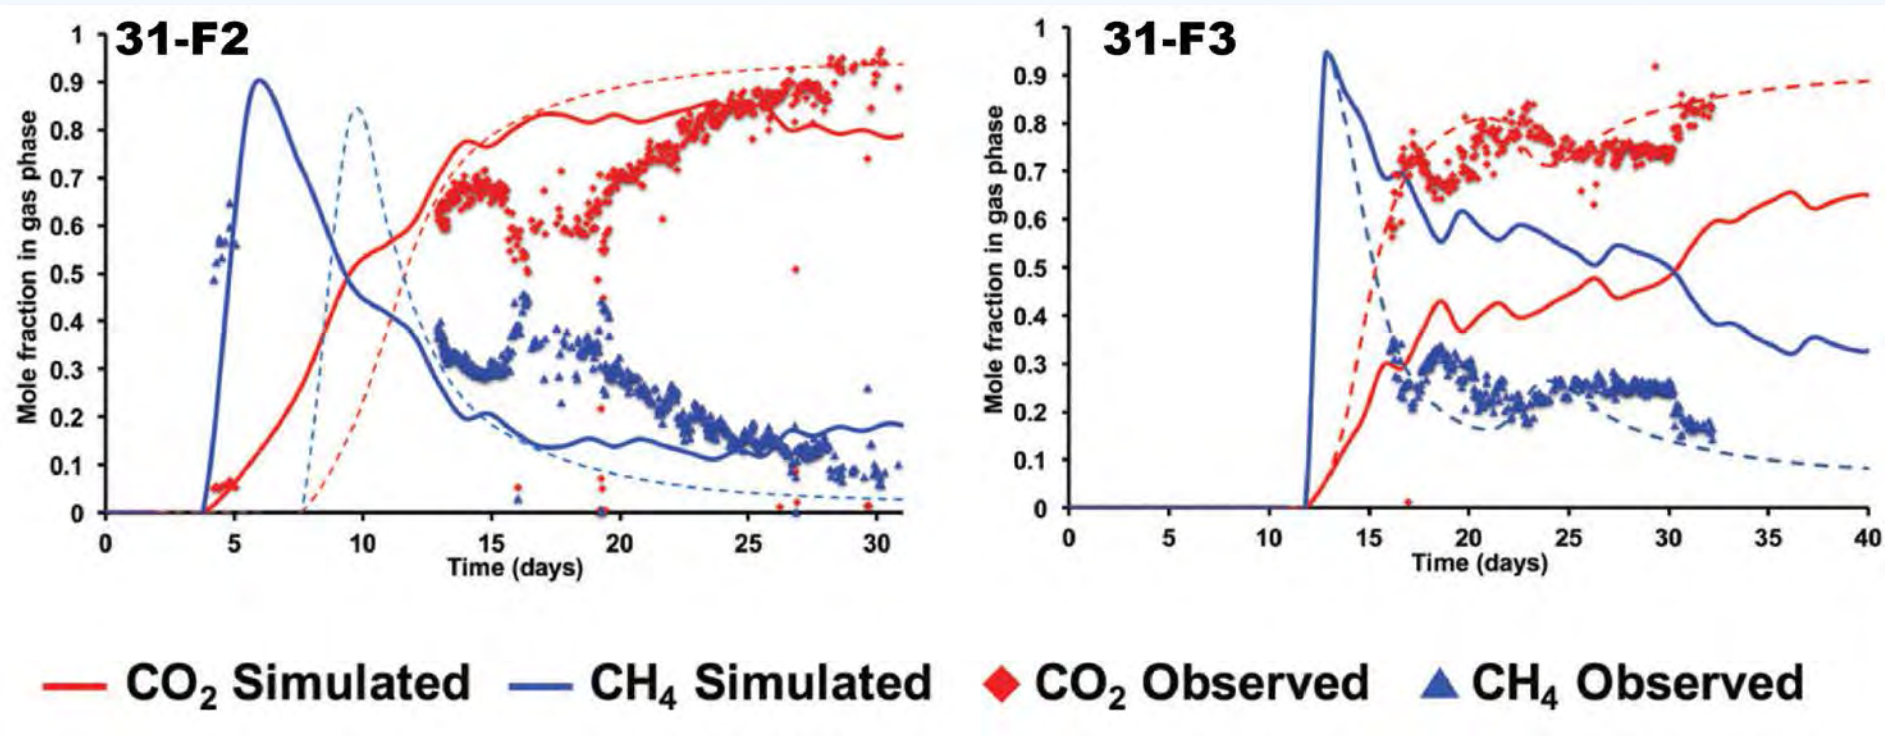 31-F2
Mole fraction in gas phase
1
0.9
0.8
0.7
0.6
0.5
0.4
0.3
0.2
0.1
0
0 5 10 15 20 25 30
Time (days)
31-F3
Mole fraction in gas phase
1
0.9
0.8
0.7
0.6
0.5
0.4
0.3
0.2
0.1
0
0 5 10 15 20 25 30 35 40
Time (days)
CO₂ Simulated CH₄ Simulated CO₂ Observed CH₄ Observed